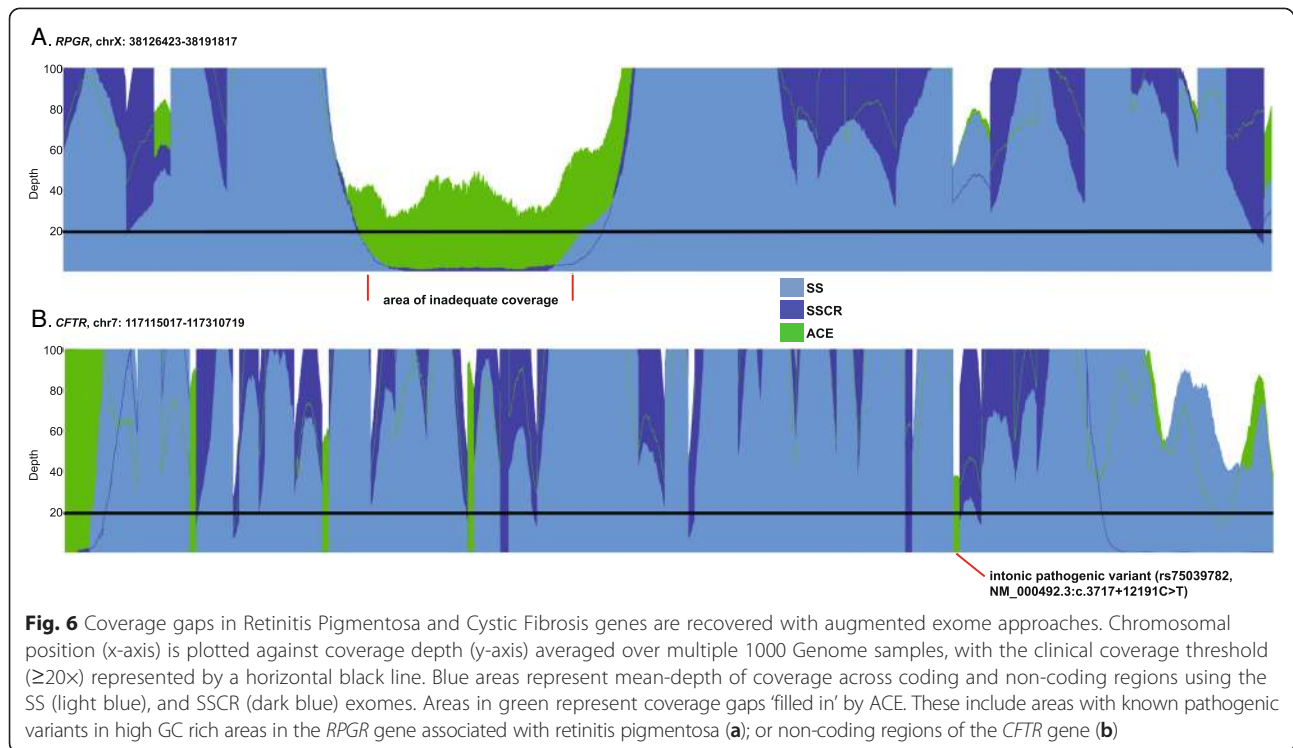 A. RPGR, chrX: 38126423-38191817
100
80
60
40
20
Depth
area of inadequate coverage
SS
SSCR
ACE
B. CFTR, chr7: 117115017-117310719
100
80
60
40
20
Depth
intonic pathogenic variant (rs75039782,
NM_000492.3:c.3717+12191C>T)
Fig. 6 Coverage gaps in Retinitis Pigmentosa and Cystic Fibrosis genes are recovered with augmented exome approaches. Chromosomal
position (x-axis) is plotted against coverage depth (y-axis) averaged over multiple 1000 Genome samples, with the clinical coverage threshold
(≥20×) represented by a horizontal black line. Blue areas represent mean-depth of coverage across coding and non-coding regions using the
SS (light blue), and SSCR (dark blue) exomes. Areas in green represent coverage gaps ‘filled in’ by ACE. These include areas with known pathogenic
variants in high GC rich areas in the RPGR gene associated with retinitis pigmentosa (a); or non-coding regions of the CFTR gene (b)